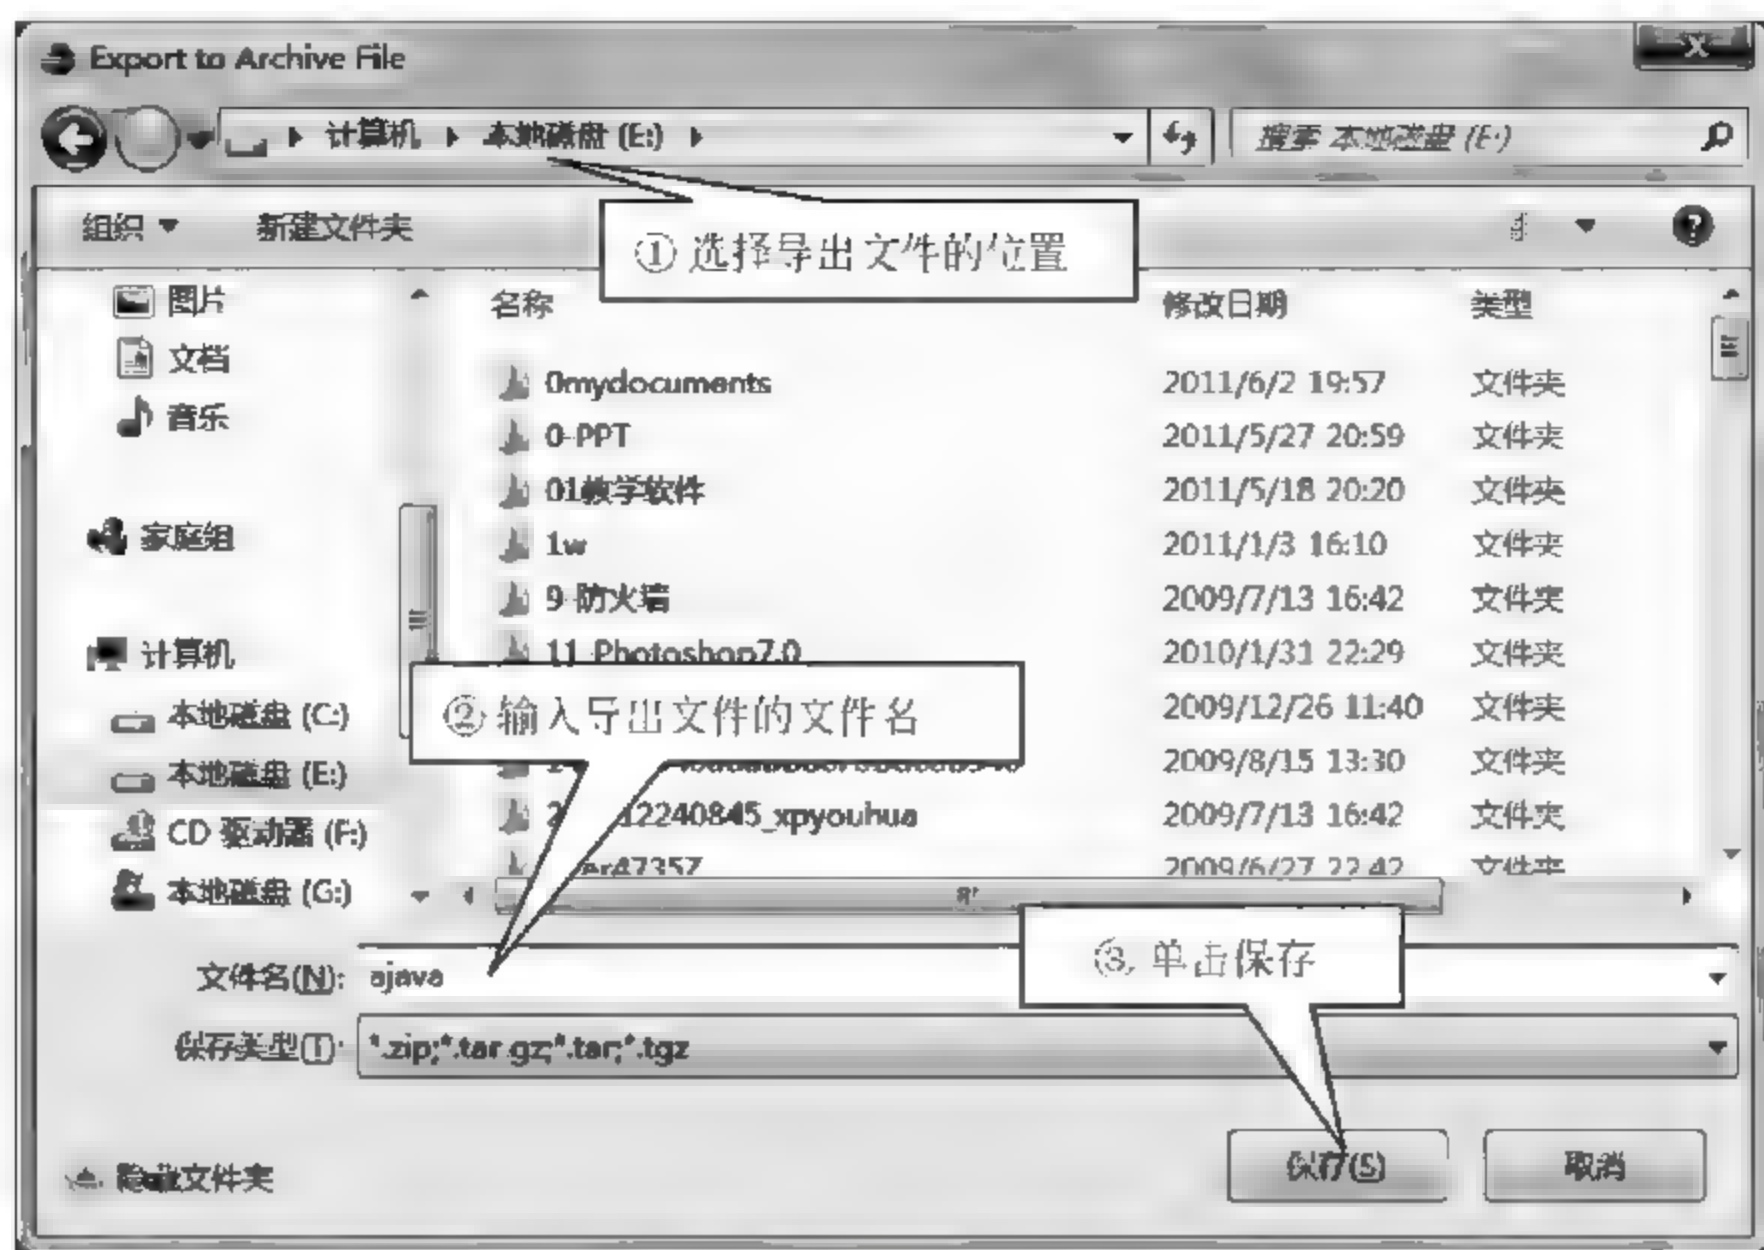 Export to Archive File
计算机 本地磁盘 (E:)
搜索 本地磁盘 (E:)
组织 新建文件夹
① 选择导出文件的位置
图片
文档
音乐
家庭组
计算机
本地磁盘 (C:)
本地磁盘 (E:)
CD 驱动器 (F:)
本地磁盘 (G:)
名称 修改日期 类型
0mydocuments 2011/6/2 19:57 文件夹
0-PPT 2011/5/27 20:59 文件夹
01教学软件 2011/5/18 20:20 文件夹
1w 2011/1/3 16:10 文件夹
9-防火墙 2009/7/13 16:42 文件夹
11-Photoshop7.0 2010/1/31 22:29 文件夹
② 输入导出文件的文件名
2009/12/26 11:40 文件夹
2009/8/15 13:30 文件夹
12240845_xpyouhua 2009/7/13 16:42 文件夹
2009/6/27 22:42 文件夹
文件名(N): ajava
③ 单击保存
保存类型(T): *.zip;*.tar.gz;*.tar;*.tgz
隐藏文件夹
保存(S) 取消